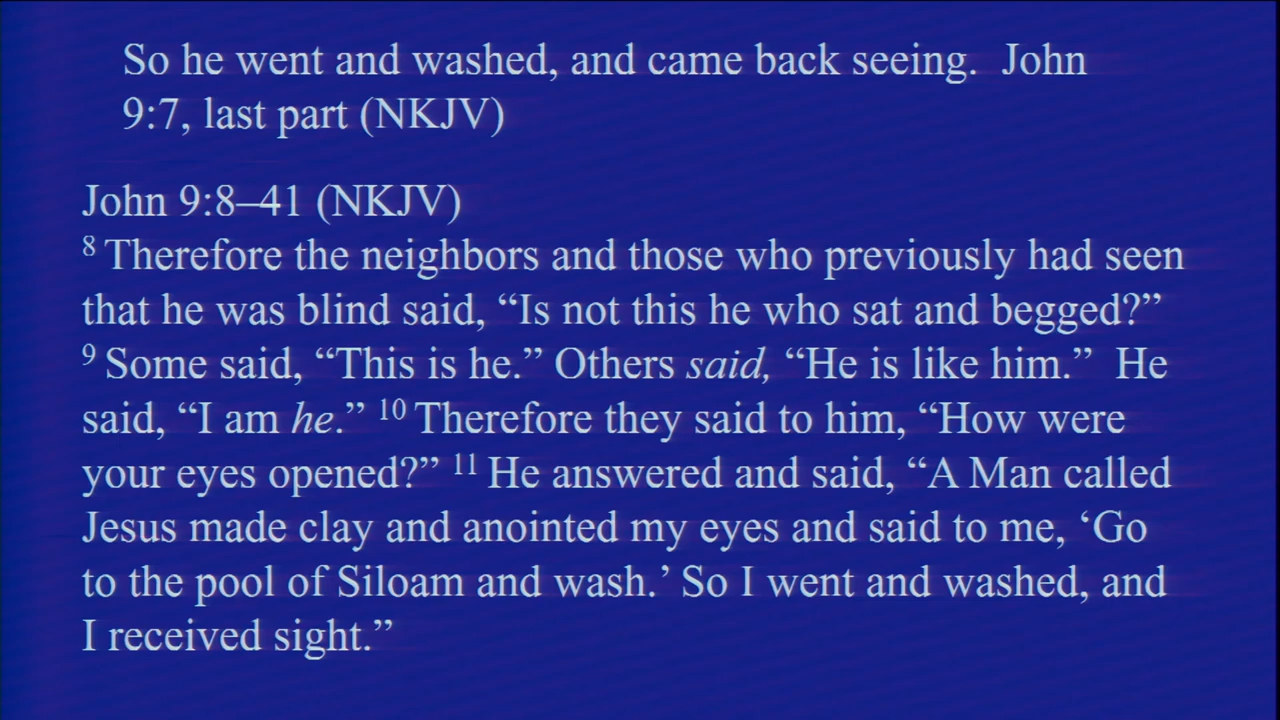 So he went and washed, and came back seeing.  John
9:7, last part (NKJV)
John 9:8–41 (NKJV)
⁸ Therefore the neighbors and those who previously had seen
that he was blind said, “Is not this he who sat and begged?”
⁹ Some said, “This is he.” Others said, “He is like him.”  He
said, “I am he.” ¹⁰ Therefore they said to him, “How were
your eyes opened?” ¹¹ He answered and said, “A Man called
Jesus made clay and anointed my eyes and said to me, ‘Go
to the pool of Siloam and wash.’ So I went and washed, and
I received sight.”